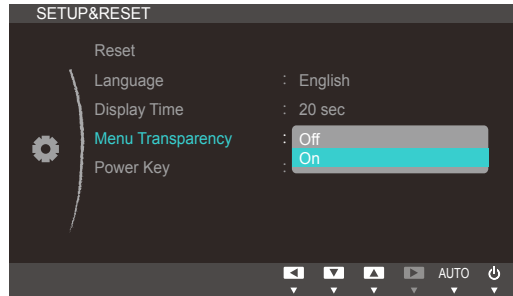 SETUP&RESET
Reset
Language : English
Display Time : 20 sec
Menu Transparency : Off
On
Power Key :
AUTO